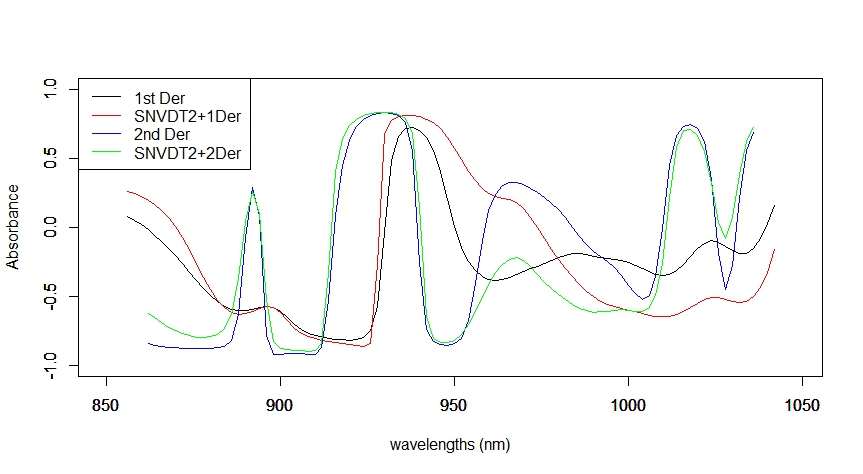 1st Der
SNVDT2+1Der
2nd Der
SNVDT2+2Der
1.0
0.5
0.0
-0.5
-1.0
Absorbance
850 900 950 1000 1050
wavelengths (nm)